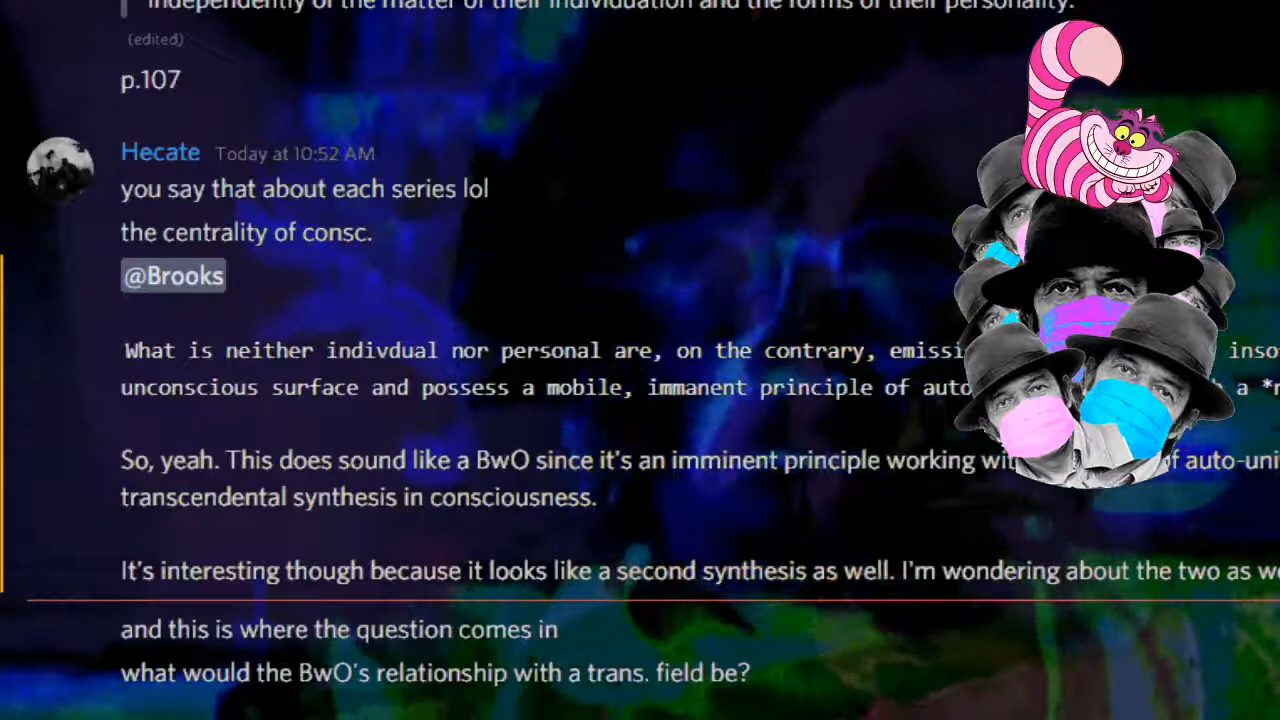 independently of the matter of their individuation and the forms of their personality.
(edited)
p.107
Hecate Today at 10:52 AM
you say that about each series lol
the centrality of consc.
@Brooks
What is neither indivdual nor personal are, on the contrary, emissi inso
unconscious surface and possess a mobile, immanent principle of auto a *n
So, yeah. This does sound like a BwO since it's an imminent principle working wit of auto-uni
transcendental synthesis in consciousness.
It's interesting though because it looks like a second synthesis as well. I'm wondering about the two as we
and this is where the question comes in
what would the BwO's relationship with a trans. field be?